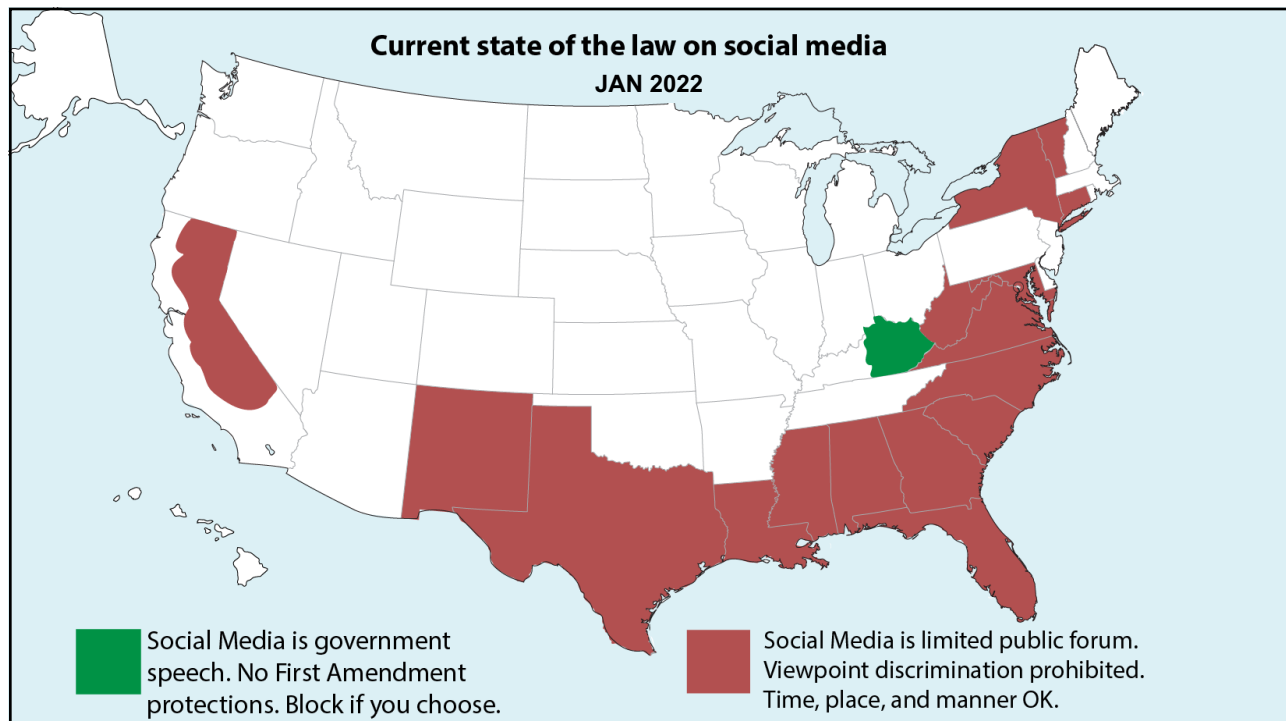 Current state of the law on social media
JAN 2022
Social Media is government
speech. No First Amendment
protections. Block if you choose.
Social Media is limited public forum.
Viewpoint discrimination prohibited.
Time, place, and manner OK.